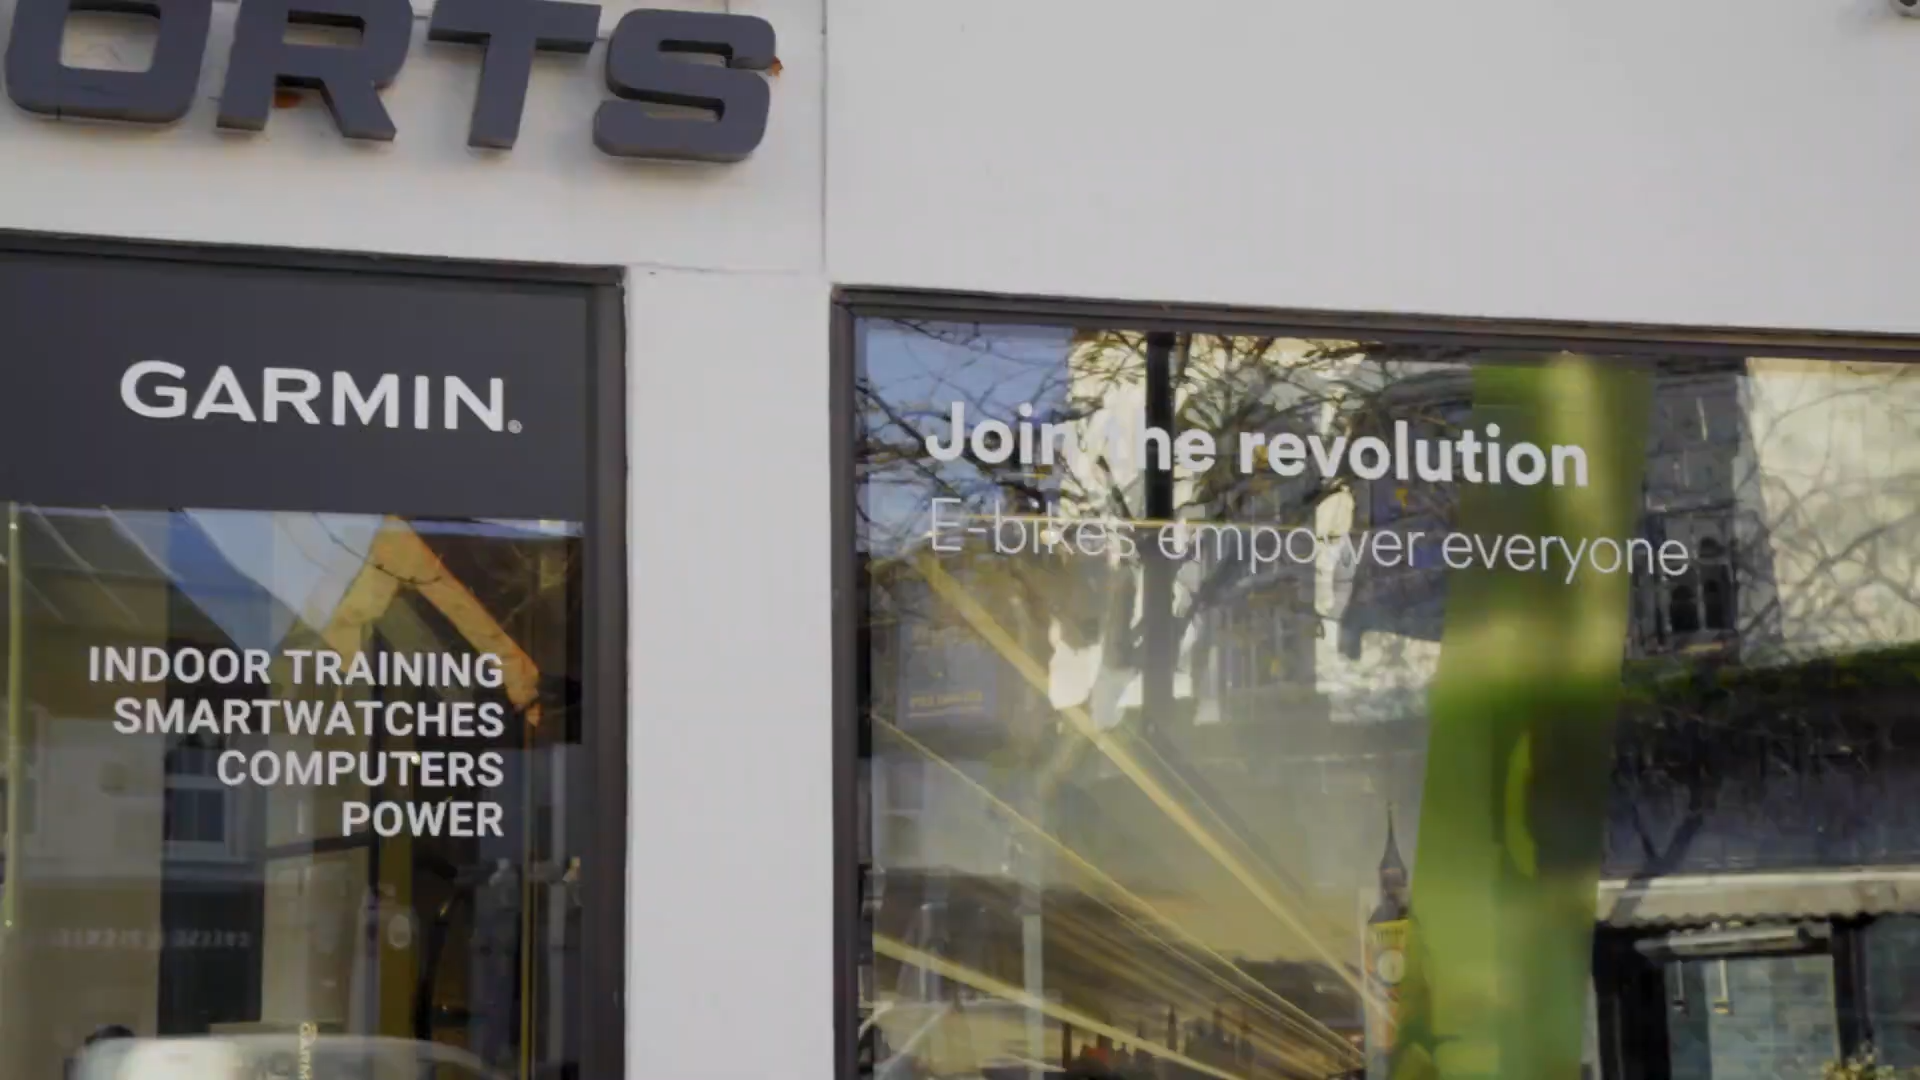 ORTS
GARMIN®
INDOOR TRAINING
SMARTWATCHES
COMPUTERS
POWER
Join the revolution
E-bikes empower everyone